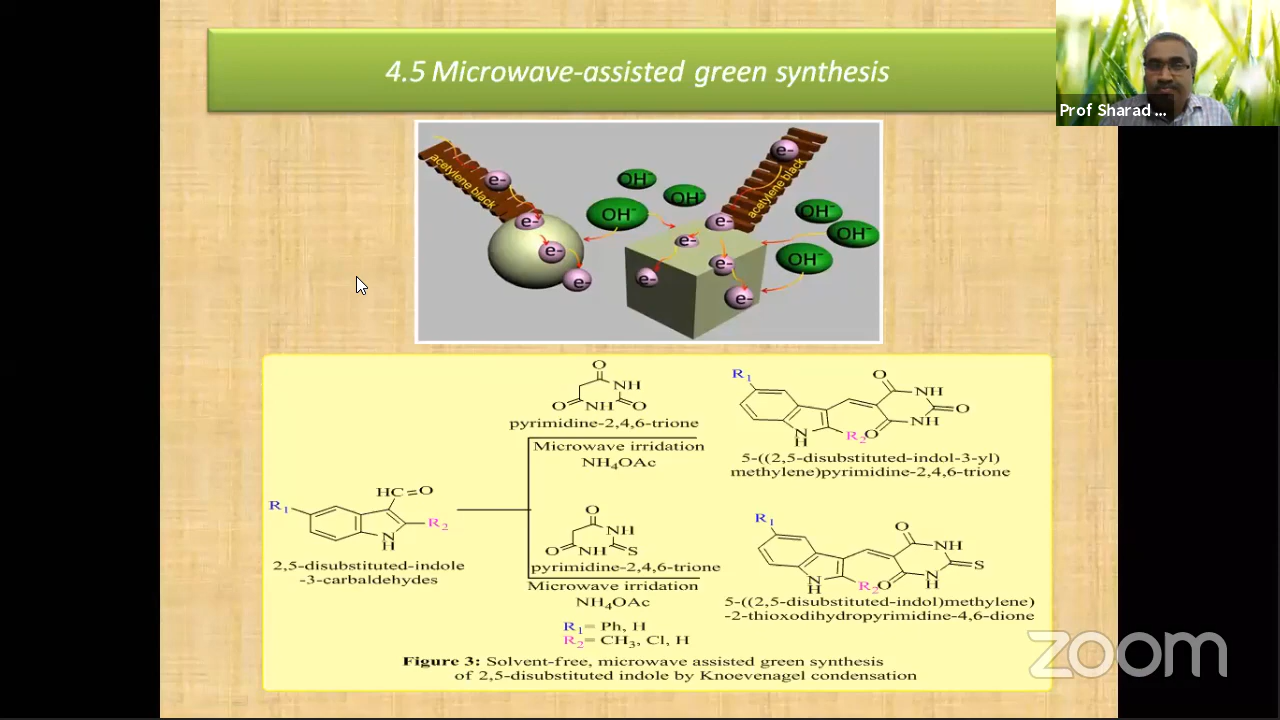 4.5 Microwave-assisted green synthesis
Prof Sharad ...
acetylene black
e-
e-
e-
e-
OH-
OH-
OH-
acetylene black
e-
e-
e-
e-
e-
e-
OH-
OH-
OH-
O
NH
O NH O
pyrimidine-2,4,6-trione
Microwave irridation
NH4OAc
R1
N
H
R2
O
NH
O
NH
O
5-((2,5-disubstituted-indol-3-yl)
methylene)pyrimidine-2,4,6-trione
HC=O
R1
R2
N
H
2,5-disubstituted-indole
-3-carbaldehydes
O
NH
O NH S
pyrimidine-2,4,6-trione
Microwave irridation
NH4OAc
R1
N
H
R2
O
NH
S
N
H
O
5-((2,5-disubstituted-indol)methylene)
-2-thioxodihydropyrimidine-4,6-dione
R1= Ph, H
R2= CH3, Cl, H
Figure 3: Solvent-free, microwave assisted green synthesis
of 2,5-disubstituted indole by Knoevenagel condensation
zoom